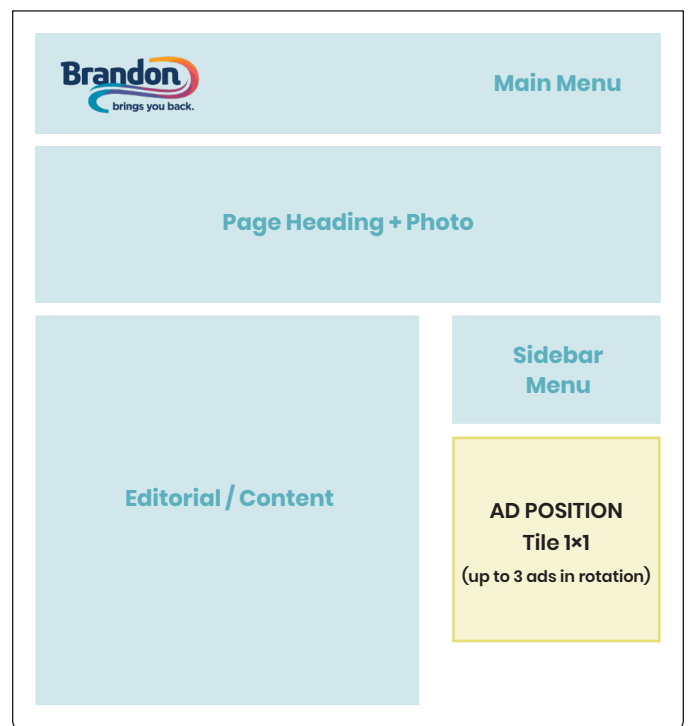 Brandon
brings you back.
Main Menu
Page Heading + Photo
Sidebar
Menu
Editorial / Content
AD POSITION
Tile 1×1
(up to 3 ads in rotation)